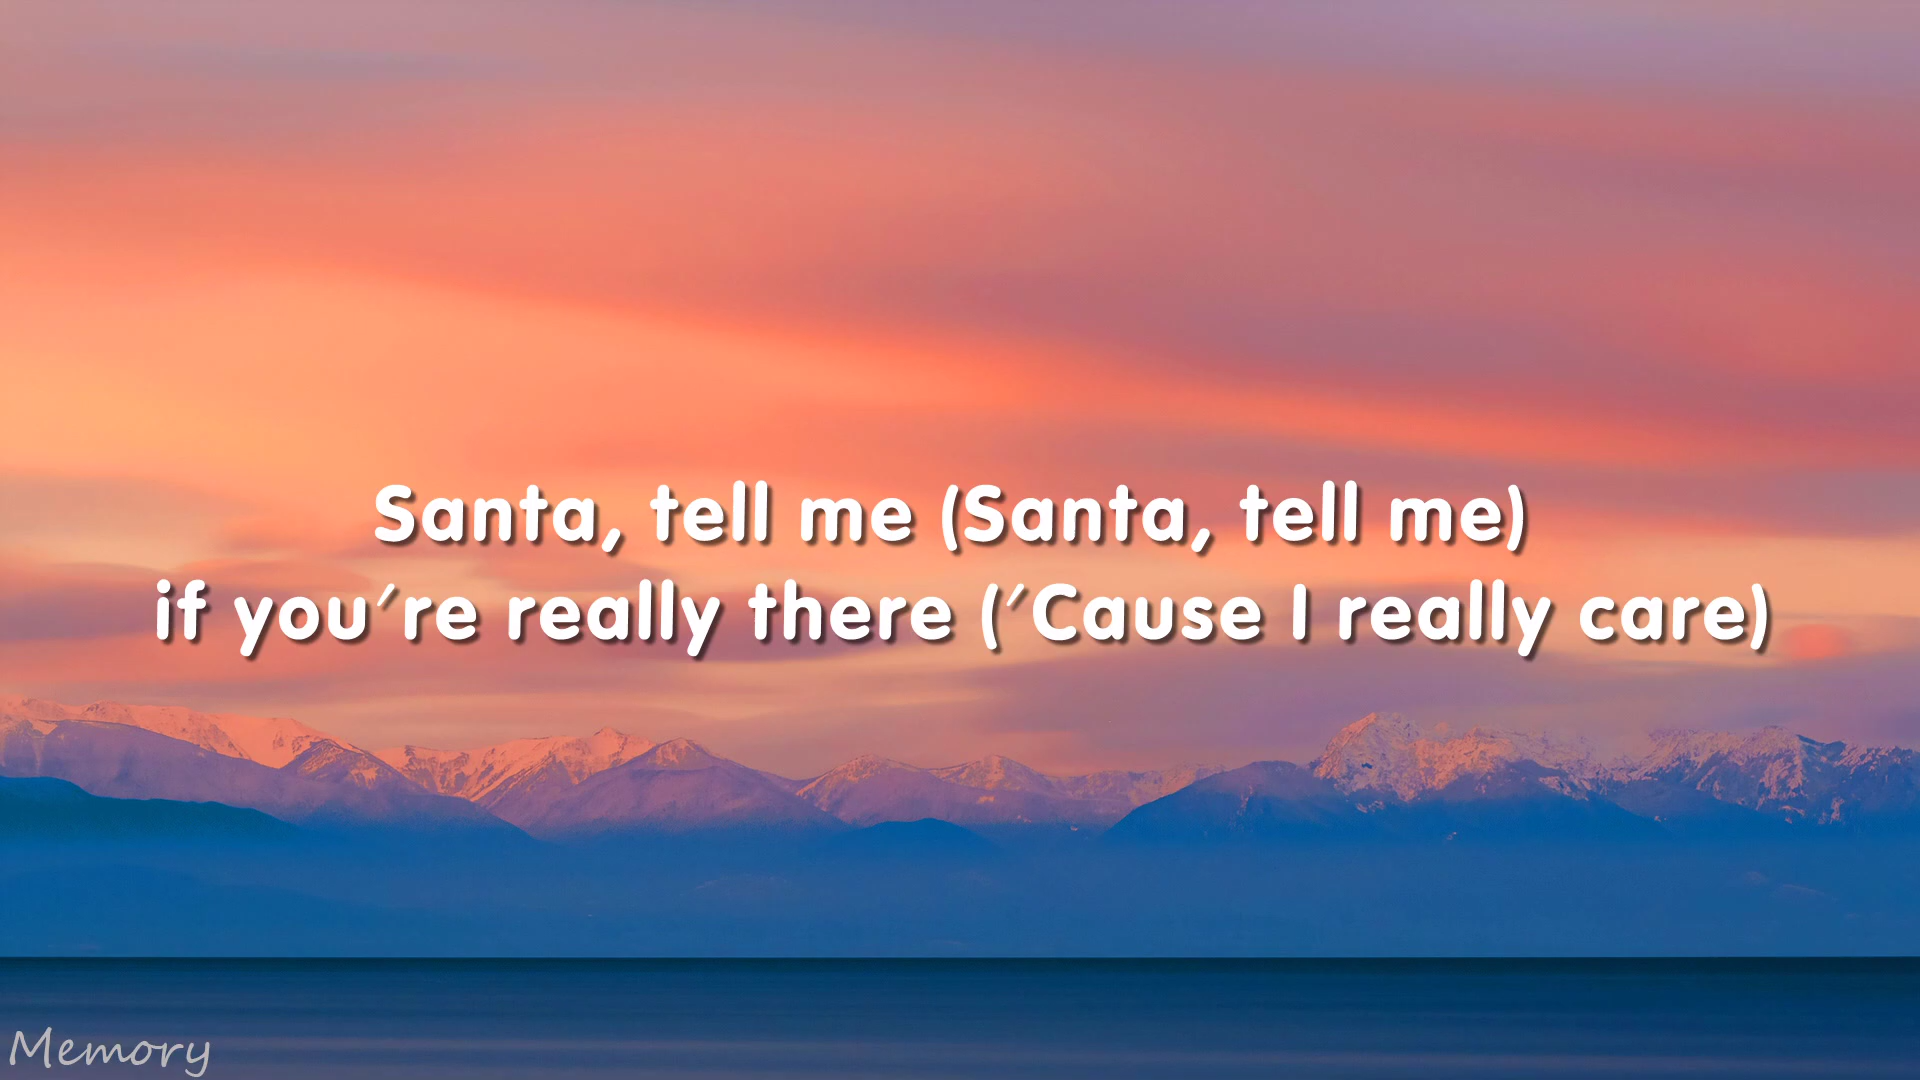 Santa, tell me (Santa, tell me)
if you're really there ('Cause I really care)
Memory